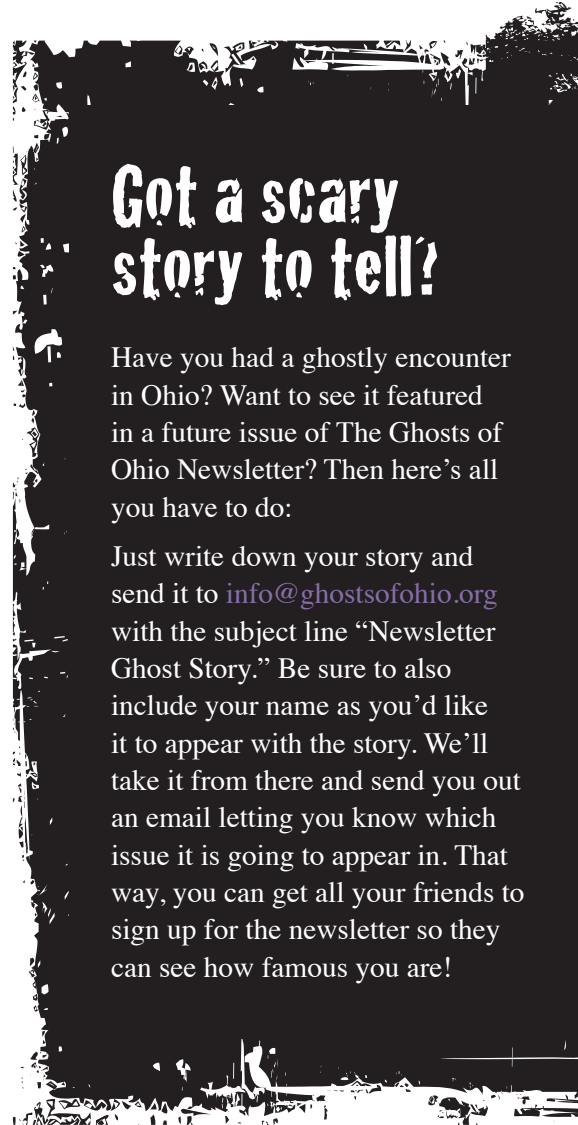 Got a scary
story to tell?
Have you had a ghostly encounter
in Ohio? Want to see it featured
in a future issue of The Ghosts of
Ohio Newsletter? Then here’s all
you have to do:
Just write down your story and
send it to info@ghostsofohio.org
with the subject line “Newsletter
Ghost Story.” Be sure to also
include your name as you’d like
it to appear with the story. We’ll
take it from there and send you out
an email letting you know which
issue it is going to appear in. That
way, you can get all your friends to
sign up for the newsletter so they
can see how famous you are!